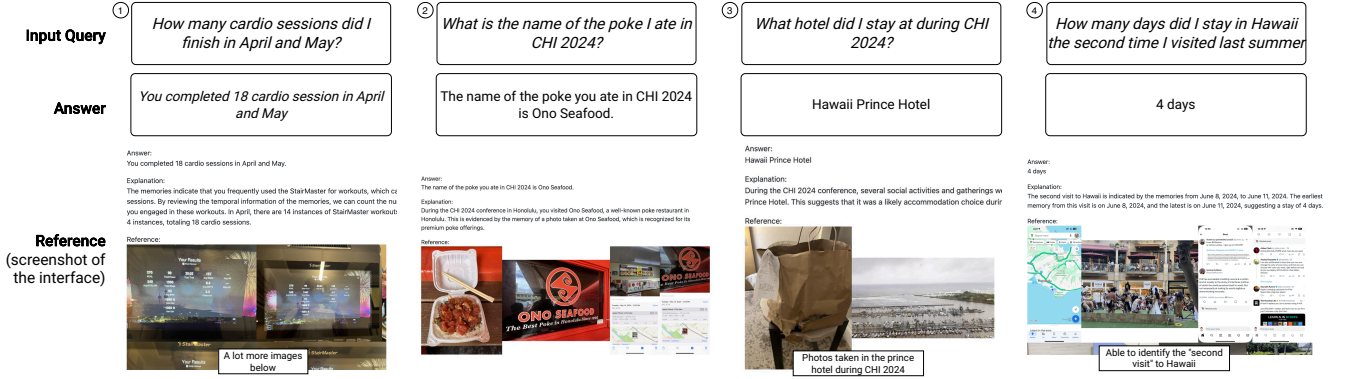 Input Query
1
How many cardio sessions did I
finish in April and May?
2
What is the name of the poke I ate in
CHI 2024?
3
What hotel did I stay at during CHI
2024?
4
How many days did I stay in Hawaii
the second time I visited last summer
Answer
You completed 18 cardio session in April
and May
The name of the poke you ate in CHI 2024
is Ono Seafood.
Hawaii Prince Hotel
4 days
Reference
(screenshot of
the interface)
Answer:
You completed 18 cardio sessions in April and May.
Explanation:
The memories indicate that you frequently used the StairMaster for workouts, which ca
sessions. By reviewing the temporal information of the memories, we can count the nu
you engaged in these workouts. In April, there are 14 instances of StairMaster workout
4 instances, totaling 18 cardio sessions.
Reference:
Your Results
Your Results
StairMaster
StairMaster
Your Results
A lot more images
below
Answer:
The name of the poke you ate in CHI 2024 is Ono Seafood.
Explanation:
During the CHI 2024 conference in Honolulu, you visited Ono Seafood, a well-known poke restaurant in
Honolulu. This is evidenced by the memory of a photo taken at Ono Seafood, which is recognized for its
premium poke offerings.
Reference:
ONO SEAFOOD
The Best Poke in Honolulu
ONO SEAFOOD
Answer:
Hawaii Prince Hotel
Explanation:
During the CHI 2024 conference, several social activities and gatherings we
Prince Hotel. This suggests that it was a likely accommodation choice durin
Reference:
Photos taken in the prince
hotel during CHI 2024
Answer:
4 days
Explanation:
The second visit to Hawaii is indicated by the memories from June 8, 2024, to June 11, 2024. The earliest
memory from this visit is on June 8, 2024, and the latest is on June 11, 2024, suggesting a stay of 4 days.
Reference:
Able to identify the "second
visit" to Hawaii